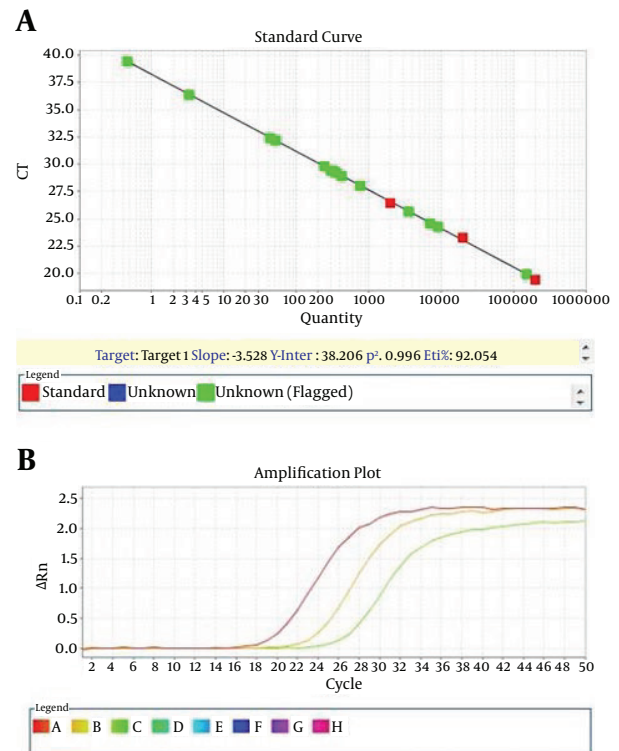 A
Standard Curve
40.0
37.5
35.0
32.5
30.0
27.5
25.0
22.5
20.0
CT
0.1 0.2 1 2 3 4 5 10 20 30 100 200 1000 10000 100000 1000000
Quantity
Target: Target 1 Slope: -3.528 Y-Inter : 38.206 p². 0.996 Eti%: 92.054
Legend
Standard Unknown Unknown (Flagged)
B
Amplification Plot
2.5
2.0
1.5
1.0
0.5
0.0
ΔRn
2 4 6 8 10 12 14 16 18 20 22 24 26 28 30 32 34 36 38 40 42 44 46 48 50
Cycle
Legend
A B C D E F G H